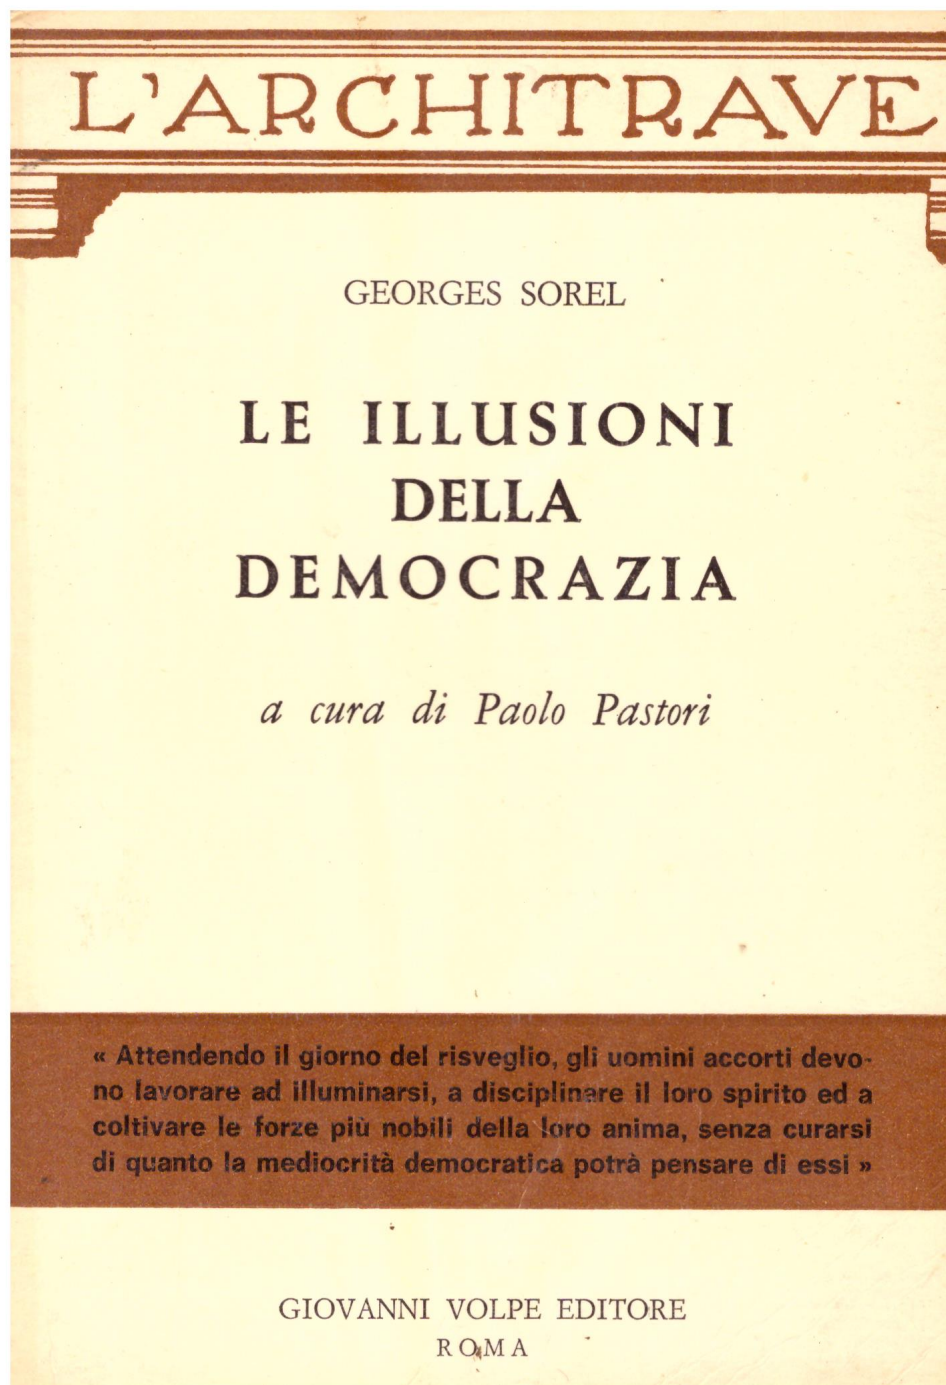 L'ARCHITRAVE
GEORGES SOREL
LE ILLUSIONI
DELLA
DEMOCRAZIA
a cura di Paolo Pastori
« Attendendo il giorno del risveglio, gli uomini accorti devo-
no lavorare ad illuminarsi, a disciplinare il loro spirito ed a
coltivare le forze più nobili della loro anima, senza curarsi
di quanto la mediocrità democratica potrà pensare di essi »
GIOVANNI VOLPE EDITORE
ROMA